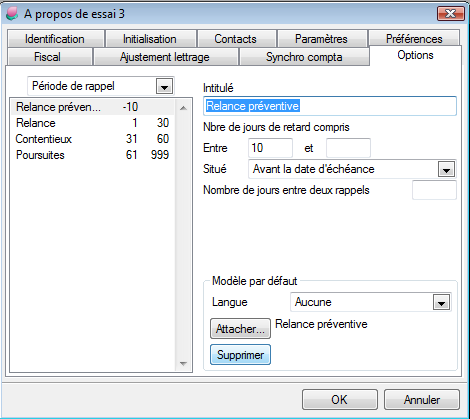 A propos de essai 3
Identification Initialisation Contacts Paramètres Préférences
Fiscal Ajustement lettrage Synchro compta Options
Période de rappel
Relance préven... -10
Relance 1 30
Contentieux 31 60
Poursuites 61 999
Intitulé
Relance préventive
Nbre de jours de retard compris
Entre 10 et
Situé Avant la date d'échéance
Nombre de jours entre deux rappels
Modèle par défaut
Langue Aucune
Attacher... Relance préventive
Supprimer
OK Annuler